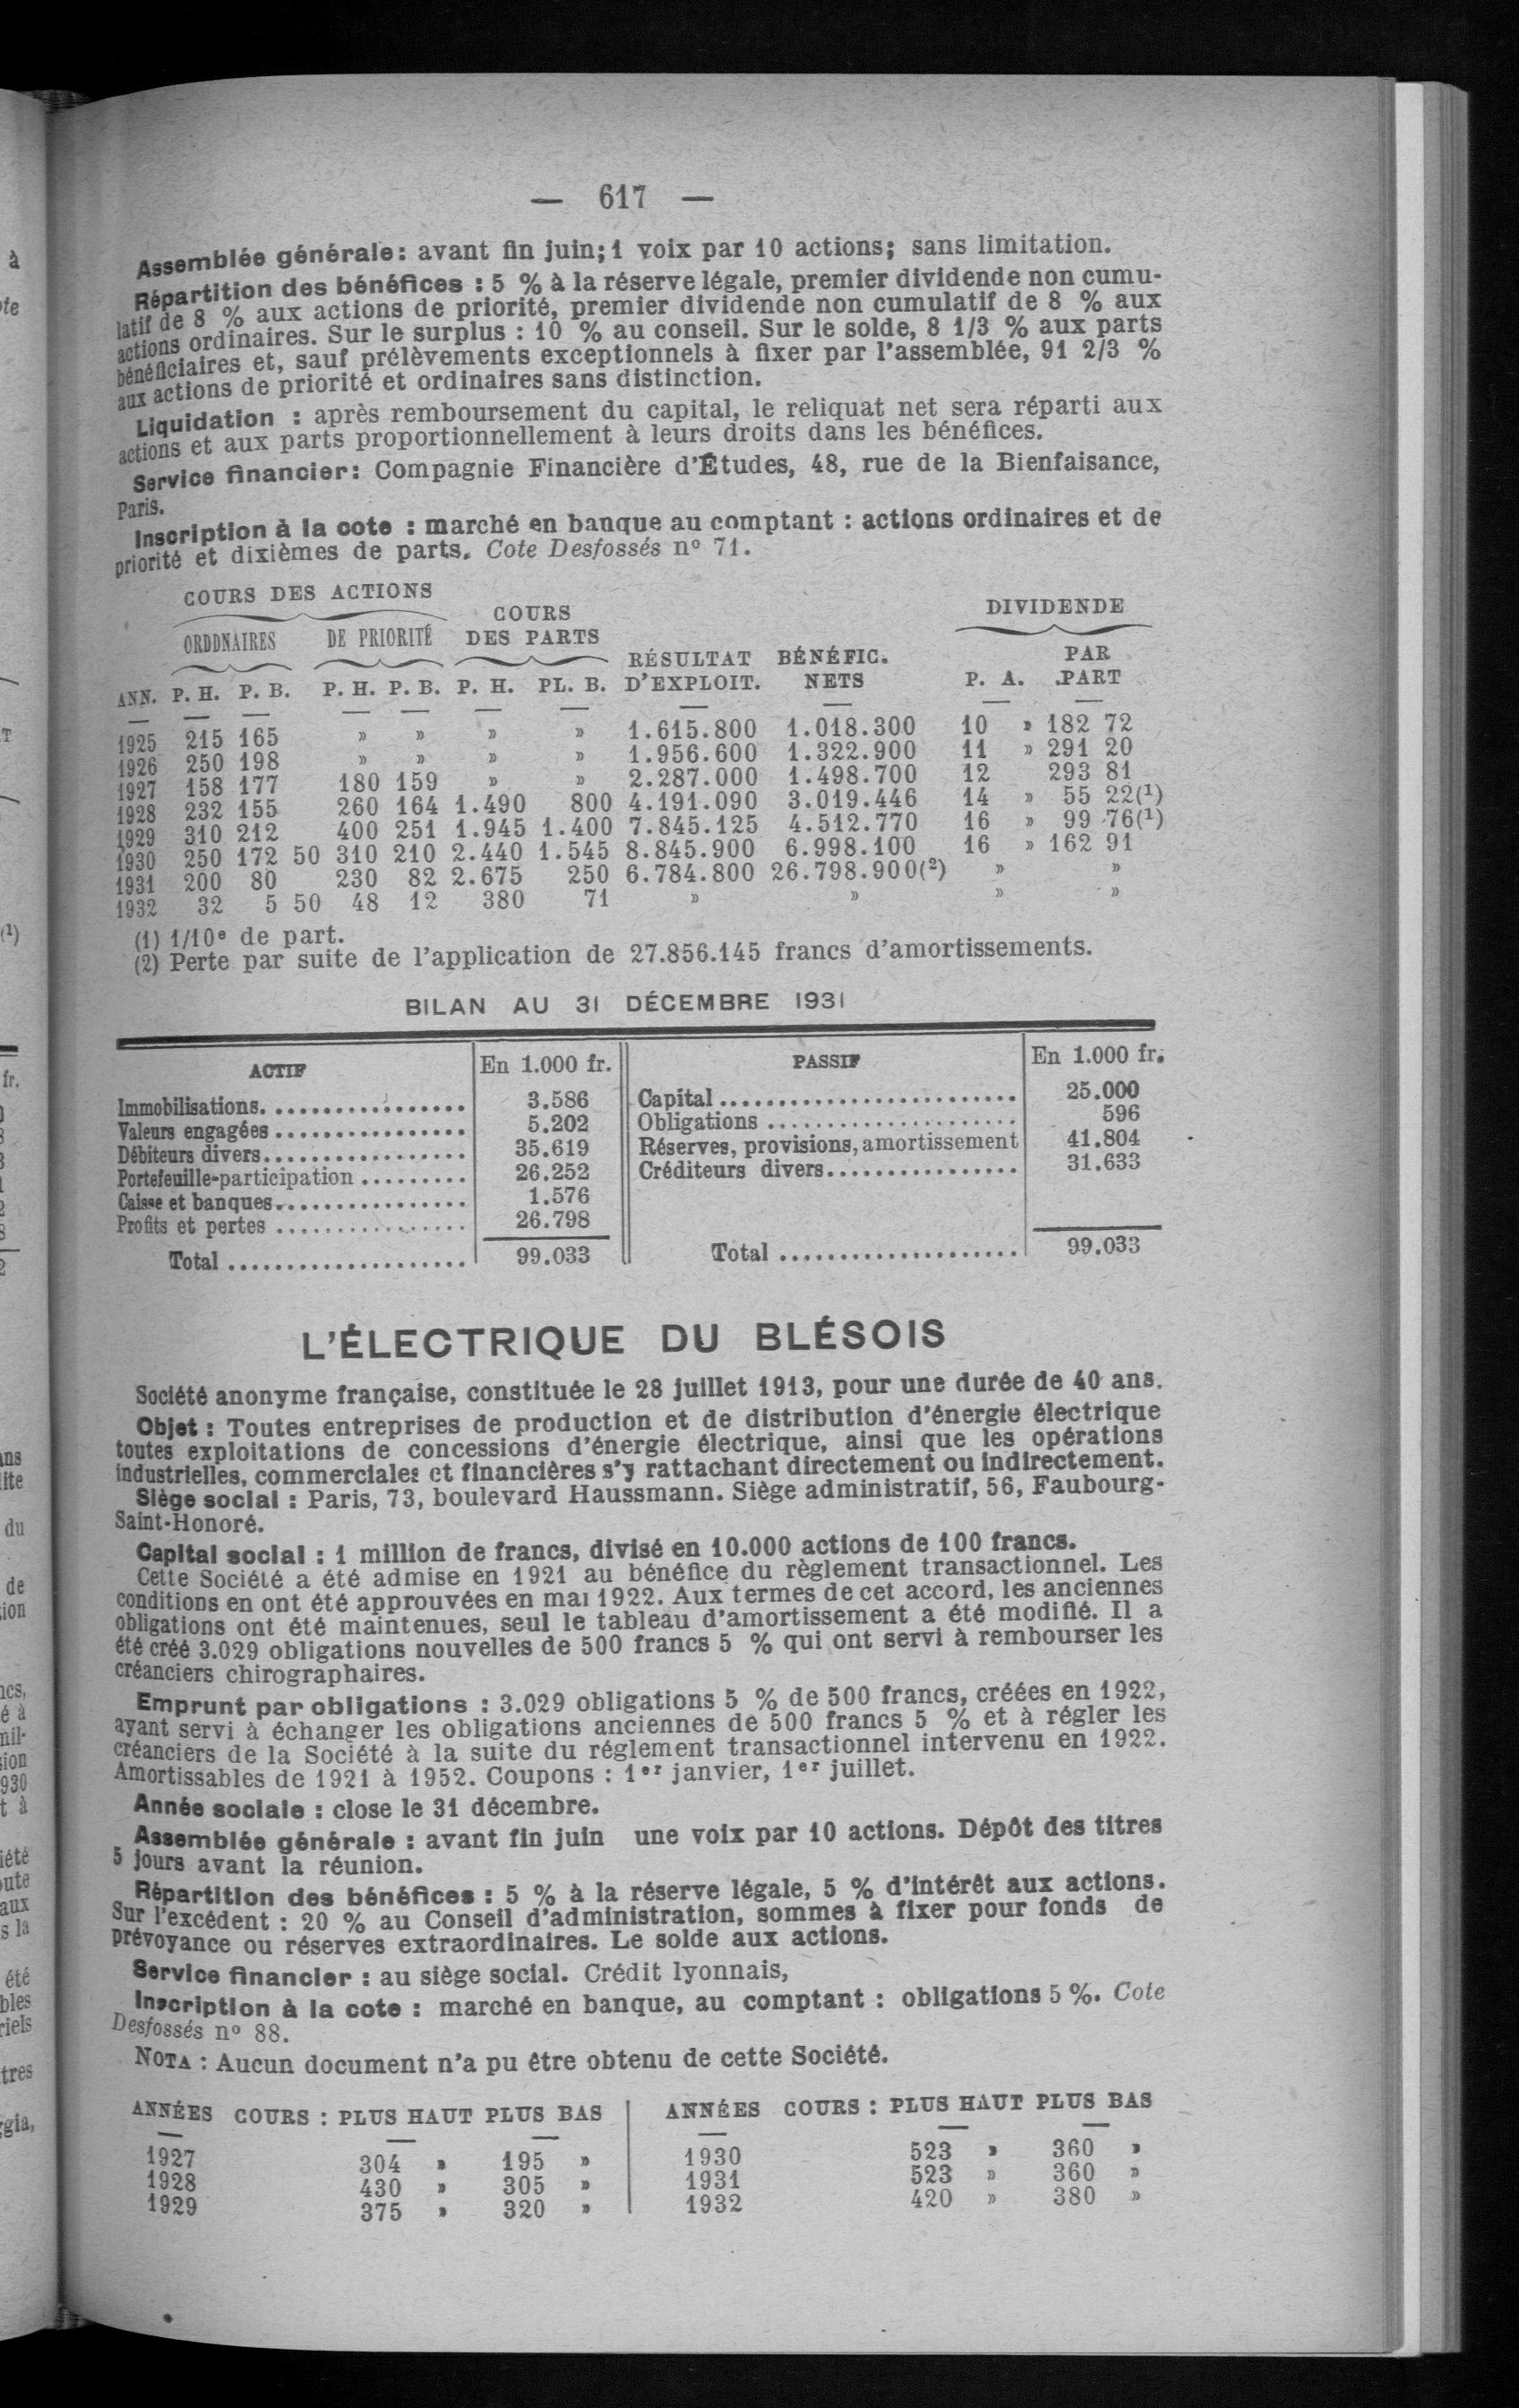 — 617 —
Assemblée générale: avant fin juin; 1 voix par 10 actions; sans limitation.
Répartition des bénéfices : 5 % à la réserve légale, premier dividende non cumu-
latif de 8 % aux actions de priorité, premier dividende non cumulatif de 8 % aux
actions ordinaires. Sur le surplus : 10 % au conseil. Sur le solde, 8 1/3 % aux parts
bénéficiaires et, sauf prélèvements exceptionnels à fixer par l'assemblée, 91 2/3 %
aux actions de priorité et ordinaires sans distinction.
Liquidation : après remboursement du capital, le reliquat net sera réparti aux
actions et aux parts proportionnellement à leurs droits dans les bénéfices.
Service financier: Compagnie Financière d'Études, 48, rue de la Bienfaisance,
Paris.
Inscription à la cote : marché en banque au comptant : actions ordinaires et de
priorité et dixièmes de parts. Cote Desfossés nº 71.
COURS DES ACTIONS
COURS DIVIDENDE
ORDDNAIRES DE PRIORITÉ DES PARTS
RÉSULTAT BÉNÉFIC. PAR
ANN. P. H. P. B. P. H. P. B. P. H. PL. B. D'EXPLOIT. NETS P. A. .PART
1925 215 165 » » » » 1.615.800 1.018.300 10 » 182 72
1926 250 198 » » » » 1.956.600 1.322.900 11 » 291 20
1927 158 177 180 159 » » 2.287.000 1.498.700 12 293 81
1928 232 155 260 164 1.490 800 4.191.090 3.019.446 14 » 55 22(1)
1929 310 212 400 251 1.945 1.400 7.845.125 4.512.770 16 » 99 76(1)
1930 250 172 50 310 210 2.440 1.545 8.845.900 6.998.100 16 » 162 91
1931 200 80 230 82 2.675 250 6.784.800 26.798.900(2) » »
1932 32 5 50 48 12 380 71 » » » »
(1) 1/10e de part.
(2) Perte par suite de l'application de 27.856.145 francs d'amortissements.
BILAN AU 31 DÉCEMBRE 1931
ACTIF En 1.000 fr. PASSIF En 1.000 fr.
Immobilisations. ................ 3.586 Capital ......................... 25.000
Valeurs engagées ................ 5.202 Obligations ..................... 596
Débiteurs divers................. 35.619 Réserves, provisions, amortissement 41.804
Portefeuille-participation ......... 26.252 Créditeurs divers................ 31.633
Caisse et banques................ 1.576
Profits et pertes ................ 26.798
Total .................... 99.033 Total .................... 99.033
L'ÉLECTRIQUE DU BLÉSOIS
Société anonyme française, constituée le 28 juillet 1913, pour une durée de 40 ans.
Objet : Toutes entreprises de production et de distribution d'énergie électrique
toutes exploitations de concessions d'énergie électrique, ainsi que les opérations
industrielles, commerciales et financières s'y rattachant directement ou indirectement.
Siège social : Paris, 73, boulevard Haussmann. Siège administratif, 56, Faubourg-
Saint-Honoré.
Capital social : 1 million de francs, divisé en 10.000 actions de 100 francs.
Cette Société a été admise en 1921 au bénéfice du règlement transactionnel. Les
conditions en ont été approuvées en mai 1922. Aux termes de cet accord, les anciennes
obligations ont été maintenues, seul le tableau d'amortissement a été modifié. Il a
été créé 3.029 obligations nouvelles de 500 francs 5 % qui ont servi à rembourser les
créanciers chirographaires.
Emprunt par obligations : 3.029 obligations 5 % de 500 francs, créées en 1922,
ayant servi à échanger les obligations anciennes de 500 francs 5 % et à régler les
créanciers de la Société à la suite du réglement transactionnel intervenu en 1922.
Amortissables de 1921 à 1952. Coupons : 1er janvier, 1er juillet.
Année sociale : close le 31 décembre.
Assemblée générale : avant fin juin une voix par 10 actions. Dépôt des titres
5 jours avant la réunion.
Répartition des bénéfices : 5 % à la réserve légale, 5 % d'intérêt aux actions.
Sur l'excédent : 20 % au Conseil d'administration, sommes à fixer pour fonds de
prévoyance ou réserves extraordinaires. Le solde aux actions.
Service financier : au siège social. Crédit lyonnais,
Inscription à la cote : marché en banque, au comptant : obligations 5 %. Cote
Desfossés nº 88.
NOTA : Aucun document n'a pu être obtenu de cette Société.
ANNÉES COURS : PLUS HAUT PLUS BAS ANNÉES COURS : PLUS HAUT PLUS BAS
1927 304 » 195 » 1930 523 » 360 »
1928 430 » 305 » 1931 523 » 360 »
1929 375 » 320 » 1932 420 » 380 »